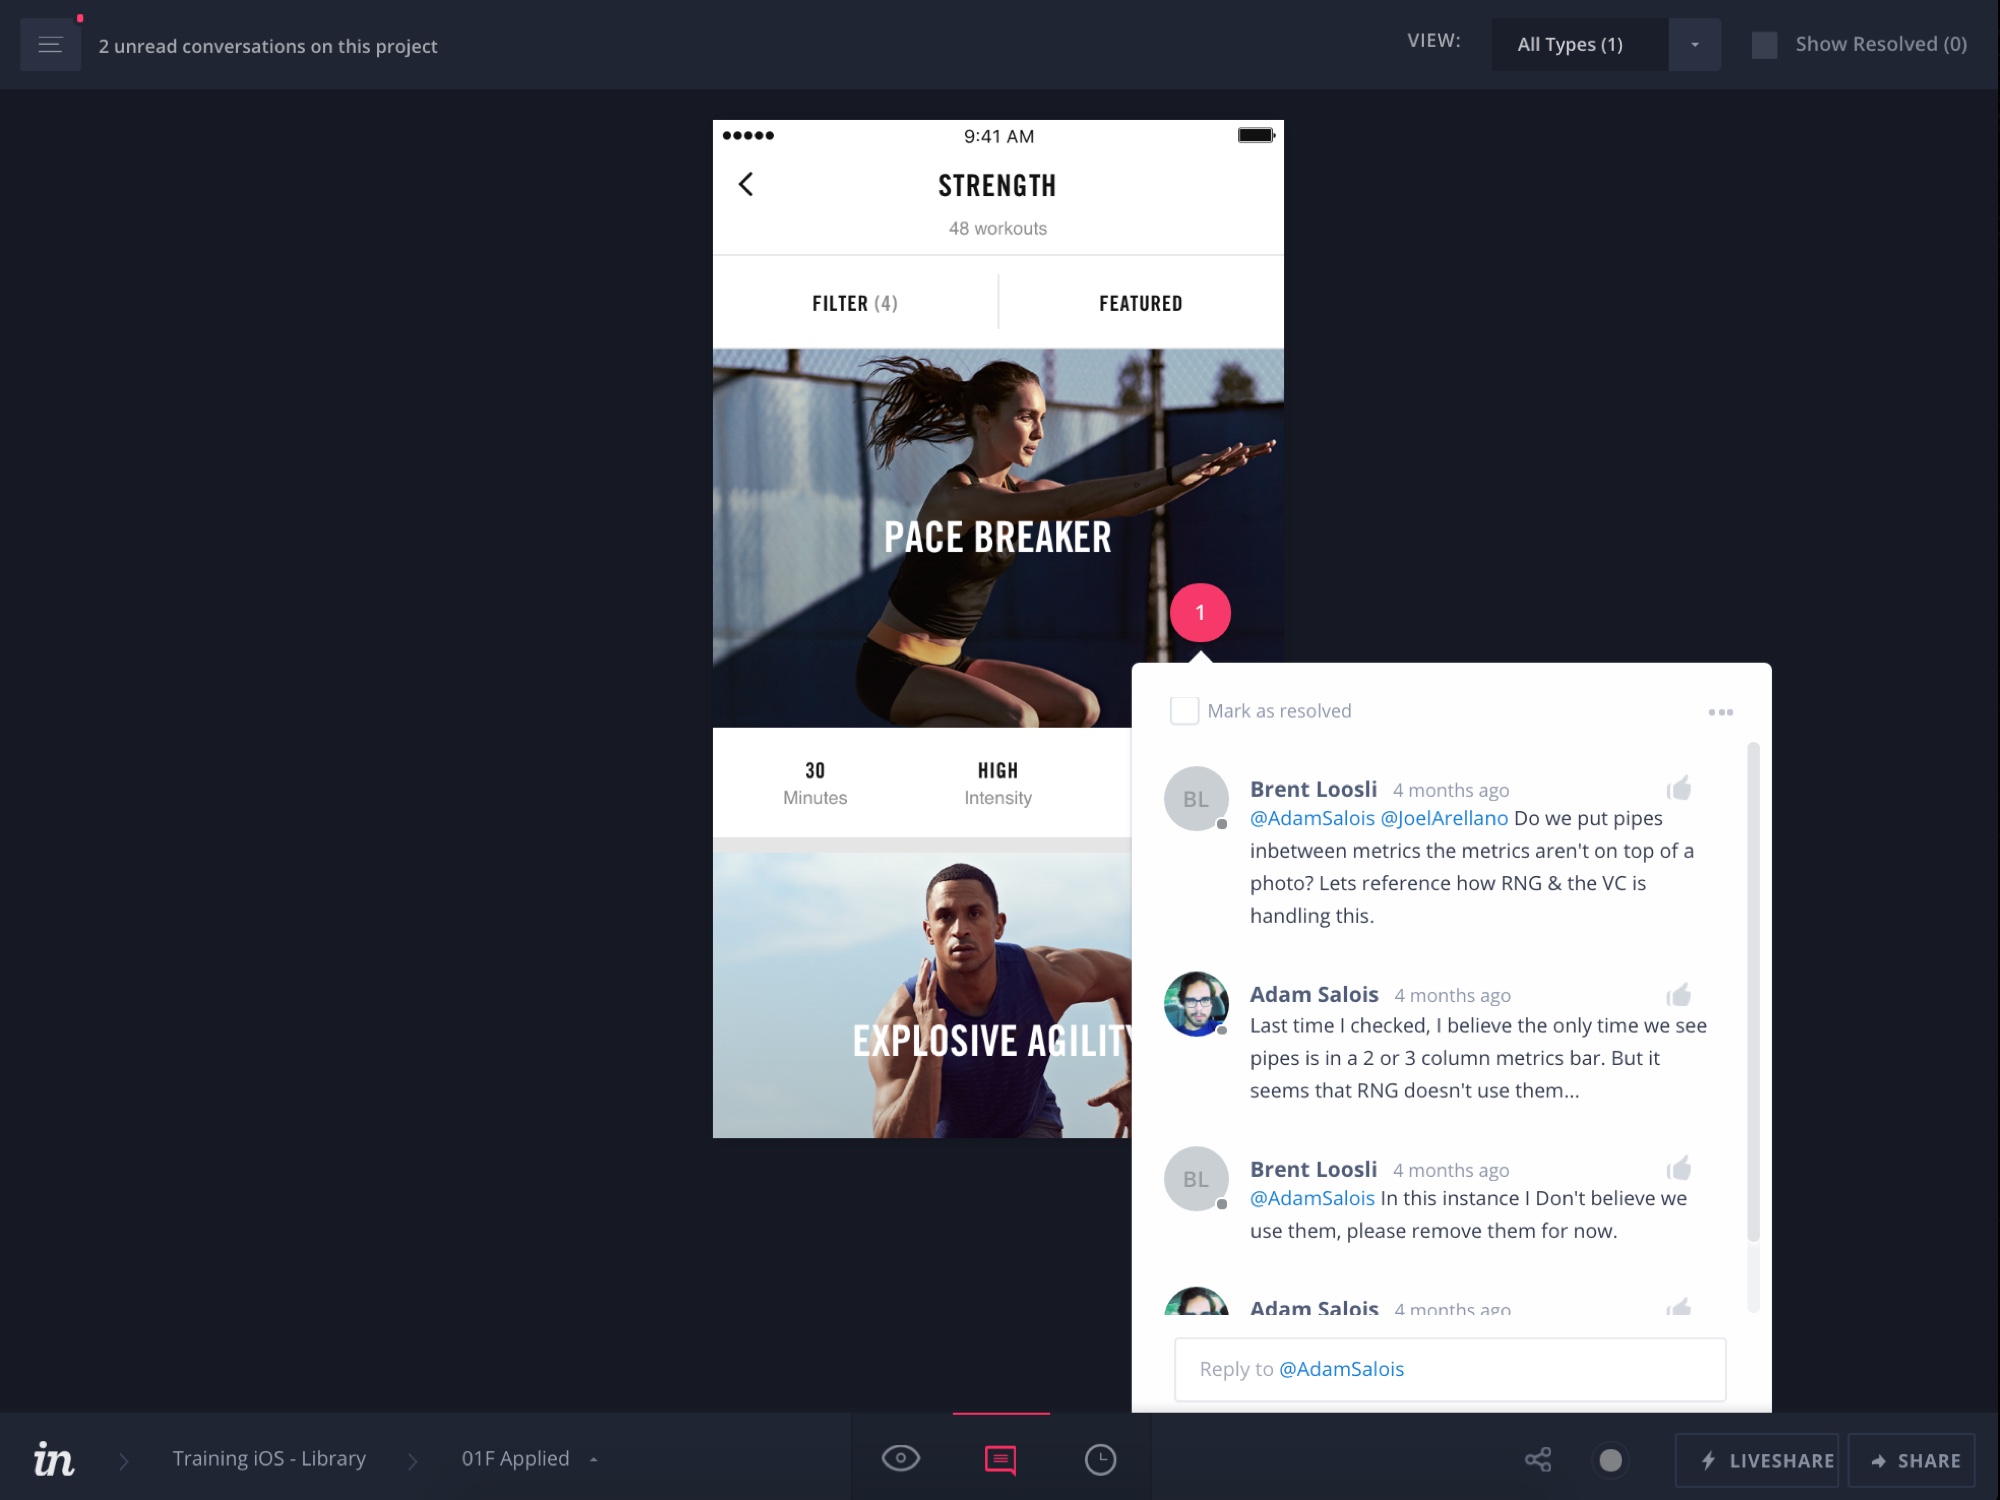 2 unread conversations on this project
VIEW:
All Types (1)
Show Resolved (0)
9:41 AM
STRENGTH
48 workouts
FILTER (4)
FEATURED
PACE BREAKER
1
30
Minutes
HIGH
Intensity
EXPLOSIVE AGILITY
Mark as resolved
BL
Brent Loosli 4 months ago
@AdamSalois @JoelArellano Do we put pipes
inbetween metrics the metrics aren't on top of a
photo? Lets reference how RNG & the VC is
handling this.
Adam Salois 4 months ago
Last time I checked, I believe the only time we see
pipes is in a 2 or 3 column metrics bar. But it
seems that RNG doesn't use them...
BL
Brent Loosli 4 months ago
@AdamSalois In this instance I Don't believe we
use them, please remove them for now.
Adam Salois 4 months ago
Reply to @AdamSalois
in
Training iOS - Library
01F Applied
LIVESHARE
SHARE